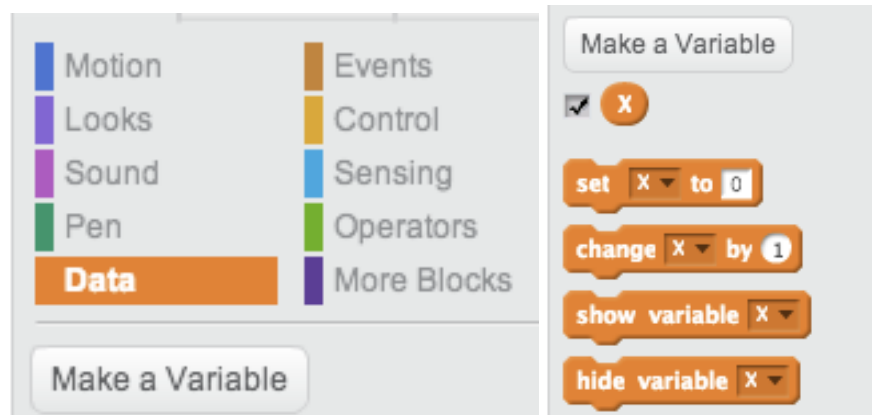 Motion
Events
Looks
Control
Sound
Sensing
Pen
Operators
Data
More Blocks
Make a Variable
Make a Variable
X
set X to 0
change X by 1
show variable X
hide variable X